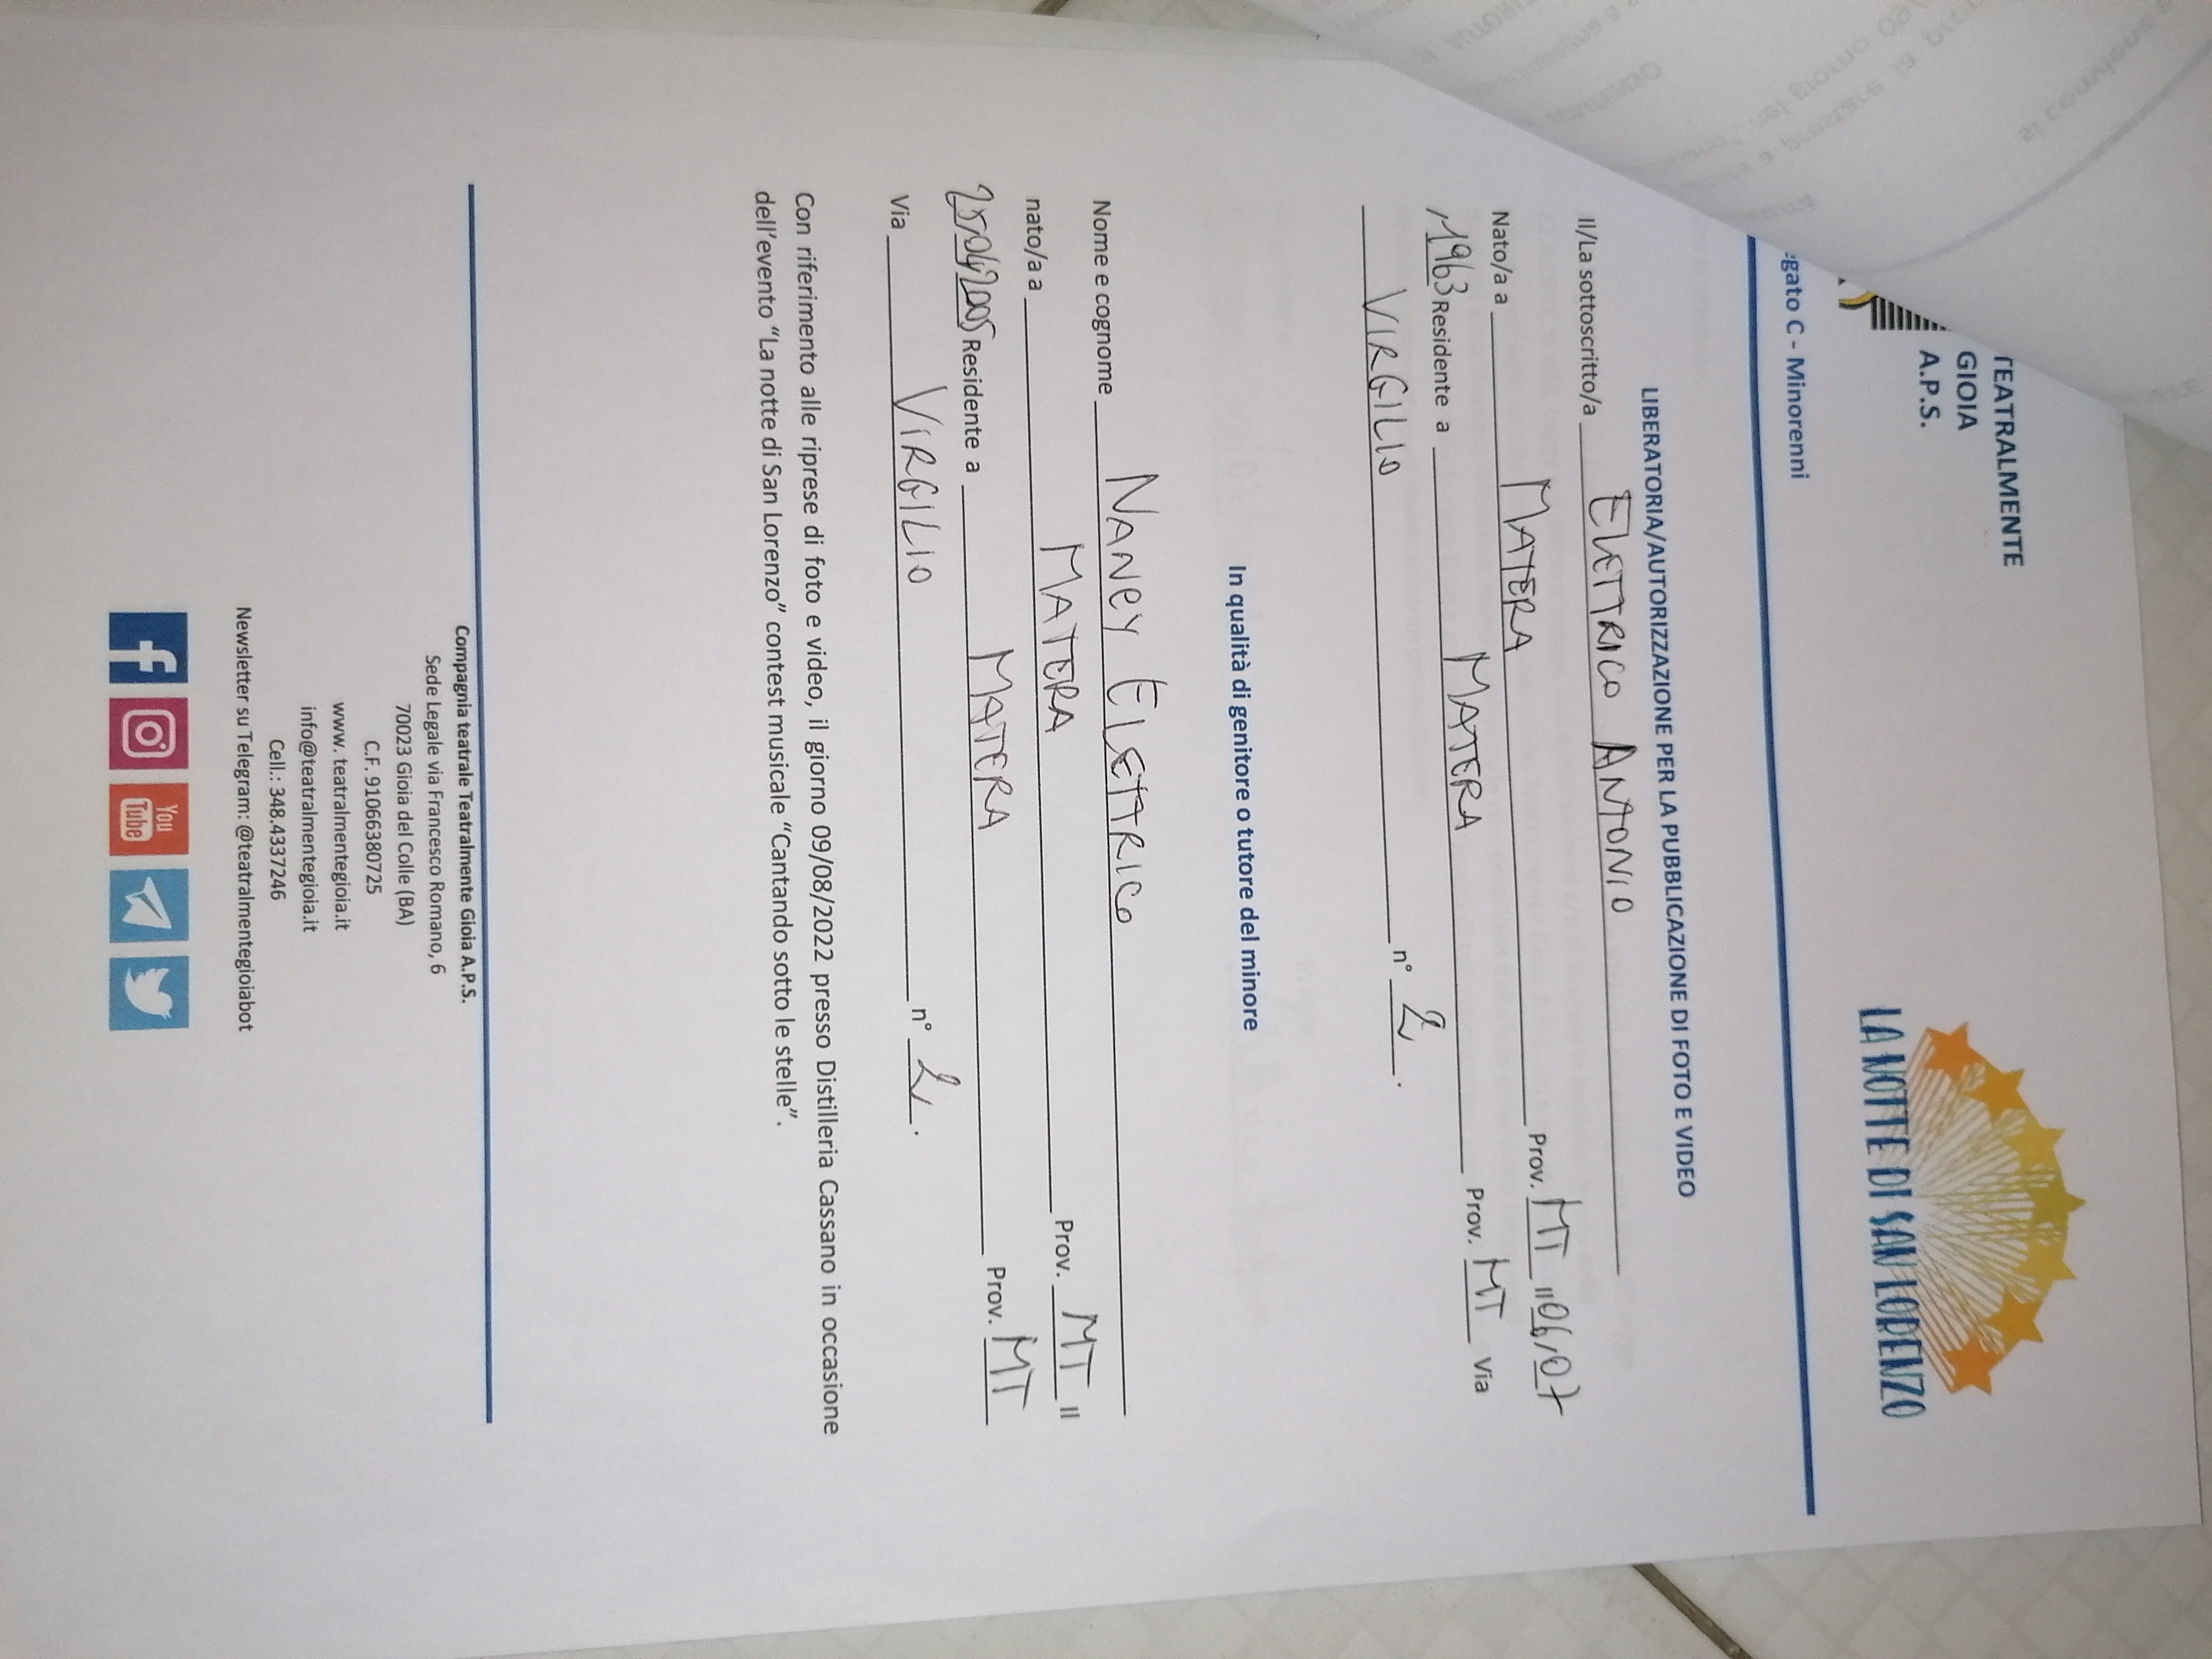 TEATRALMENTE
GIOIA
A.P.S.
LA NOTTE DI SAN LORENZO
egato C - Minorenni
LIBERATORIA/AUTORIZZAZIONE PER LA PUBBLICAZIONE DI FOTO E VIDEO
Il/La sottoscritto/a ELETTRICO ANTONIO
Nato/a a MATERA Prov. MT il 06/07
/1963 Residente a MATERA Prov. MT Via
VIRGILIO n° 2.
In qualità di genitore o tutore del minore
Nome e cognome NANCY ELETTRICO
nato/a a MATERA Prov. MT il
25/04/2005 Residente a MATERA Prov. MT
Via VIRGILIO n° 2.
Con riferimento alle riprese di foto e video, il giorno 09/08/2022 presso Distilleria Cassano in occasione
dell'evento "La notte di San Lorenzo" contest musicale "Cantando sotto le stelle".
Compagnia teatrale Teatralmente Gioia A.P.S.
Sede Legale via Francesco Romano, 6
70023 Gioia del Colle (BA)
C.F. 91066380725
www. teatralmentegioia.it
info@teatralmentegioia.it
Cell.: 348.4337246
Newsletter su Telegram: @teatralmentegioiabot
You
Tube